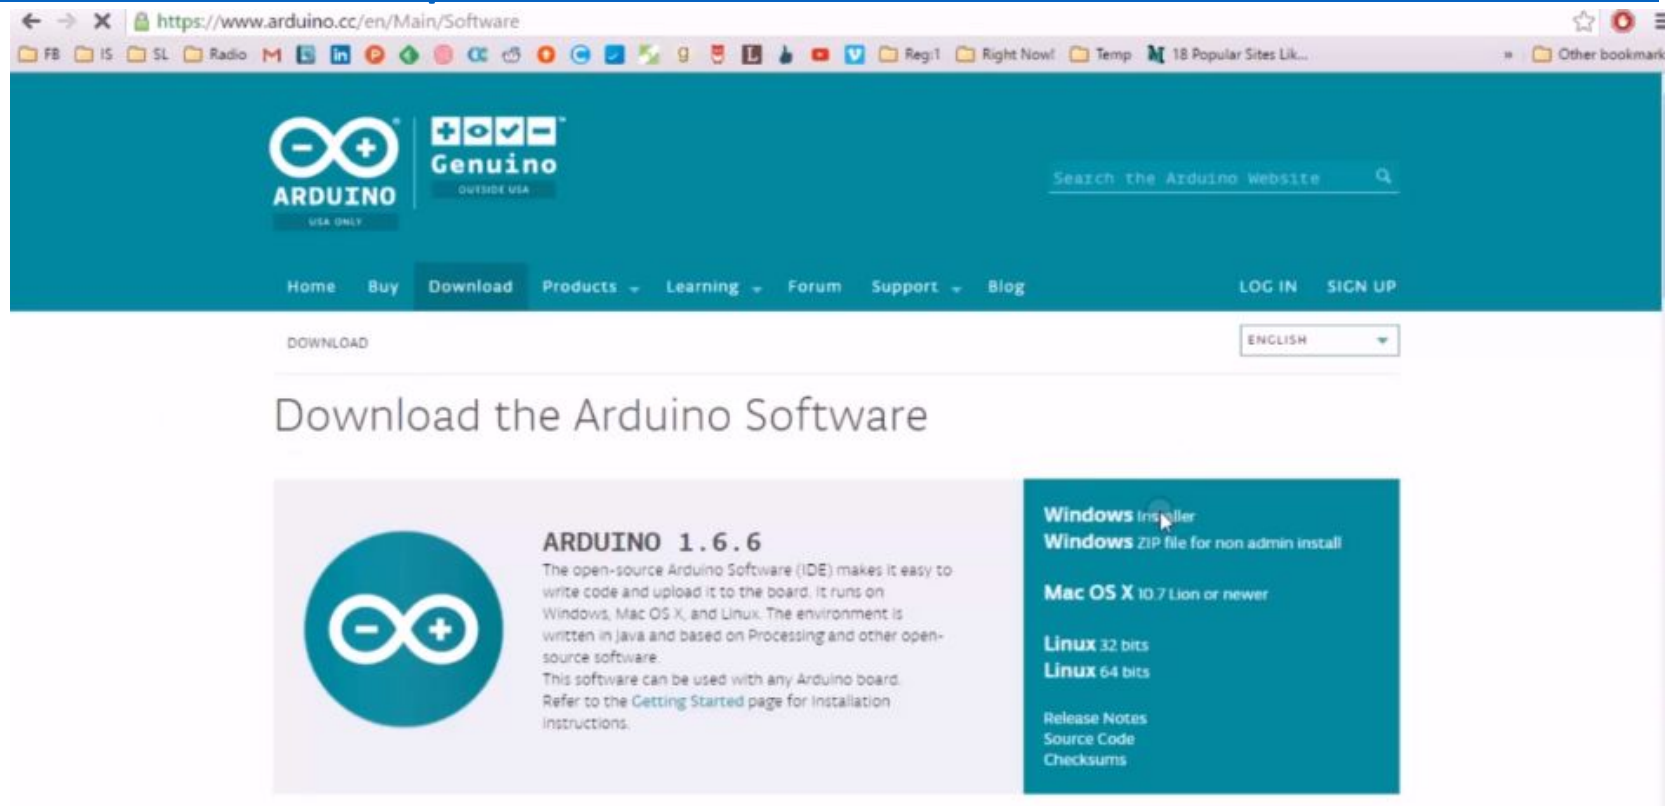 https://www.arduino.cc/en/Main/Software
FB IS SL Radio Reg:1 Right Now! Temp 18 Popular Sites Lik... » Other bookmark
ARDUINO
USA ONLY
Genuino
OUTSIDE USA
Search the Arduino Website
Home Buy Download Products Learning Forum Support Blog LOG IN SIGN UP
DOWNLOAD
ENGLISH
Download the Arduino Software
ARDUINO 1.6.6
The open-source Arduino Software (IDE) makes it easy to
write code and upload it to the board. It runs on
Windows, Mac OS X, and Linux. The environment is
written in Java and based on Processing and other open-
source software.
This software can be used with any Arduino board.
Refer to the Getting Started page for Installation
instructions.
Windows Installer
Windows ZIP file for non admin install
Mac OS X 10.7 Lion or newer
Linux 32 bits
Linux 64 bits
Release Notes
Source Code
Checksums